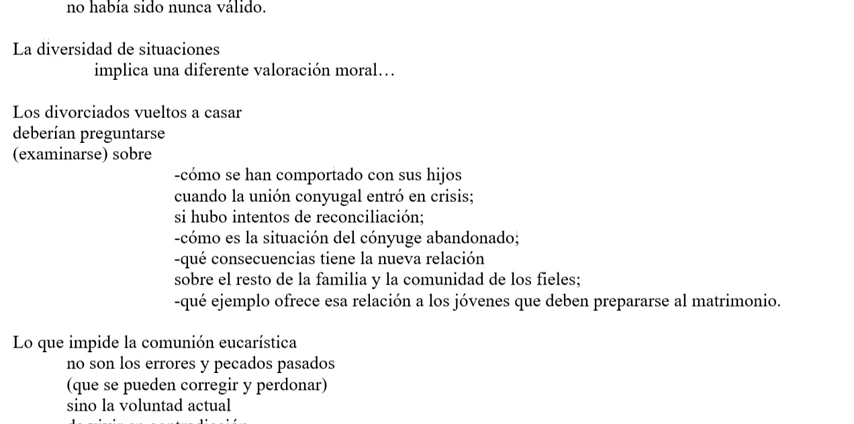 no había sido nunca válido.
La diversidad de situaciones
implica una diferente valoración moral…
Los divorciados vueltos a casar
deberían preguntarse
(examinarse) sobre
-cómo se han comportado con sus hijos
cuando la unión conyugal entró en crisis;
si hubo intentos de reconciliación;
-cómo es la situación del cónyuge abandonado;
-qué consecuencias tiene la nueva relación
sobre el resto de la familia y la comunidad de los fieles;
-qué ejemplo ofrece esa relación a los jóvenes que deben prepararse al matrimonio.
Lo que impide la comunión eucarística
no son los errores y pecados pasados
(que se pueden corregir y perdonar)
sino la voluntad actual